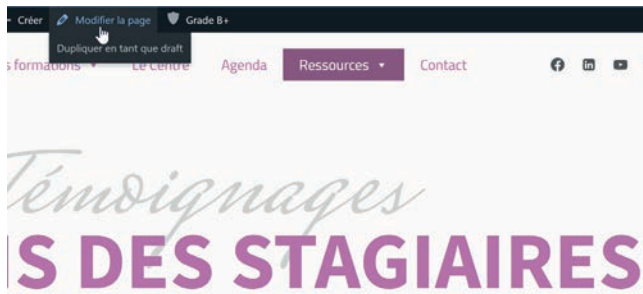 Créer Modifier la page Grade B+
Dupliquer en tant que draft
s formations Le Centre Agenda Ressources Contact
Témoignages
S DES STAGIAIRES